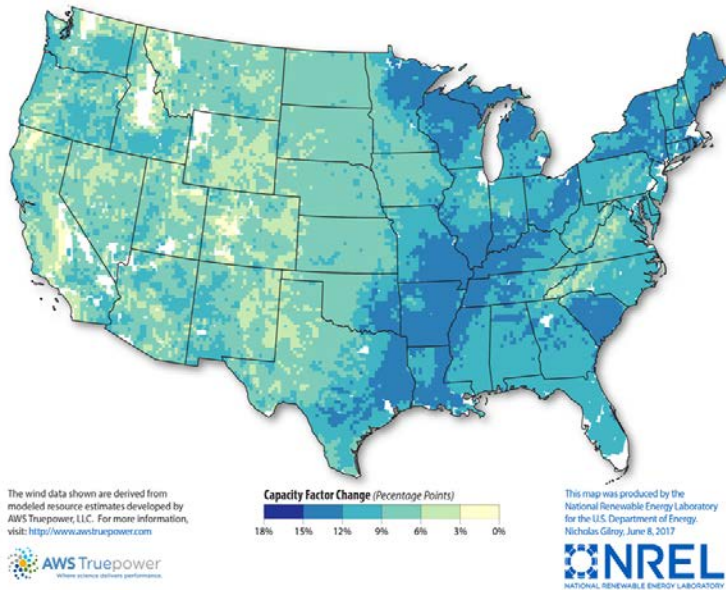 The wind data shown are derived from
modeled resource estimates developed by
AWS Truepower, LLC. For more information,
visit: http://www.awstruepower.com
AWS Truepower
Where science delivers performance.
Capacity Factor Change (Pecentage Points)
18% 15% 12% 9% 6% 3% 0%
This map was produced by the
National Renewable Energy Laboratory
for the U.S. Department of Energy.
Nicholas Gilroy, June 8, 2017
NREL
NATIONAL RENEWABLE ENERGY LABORATORY